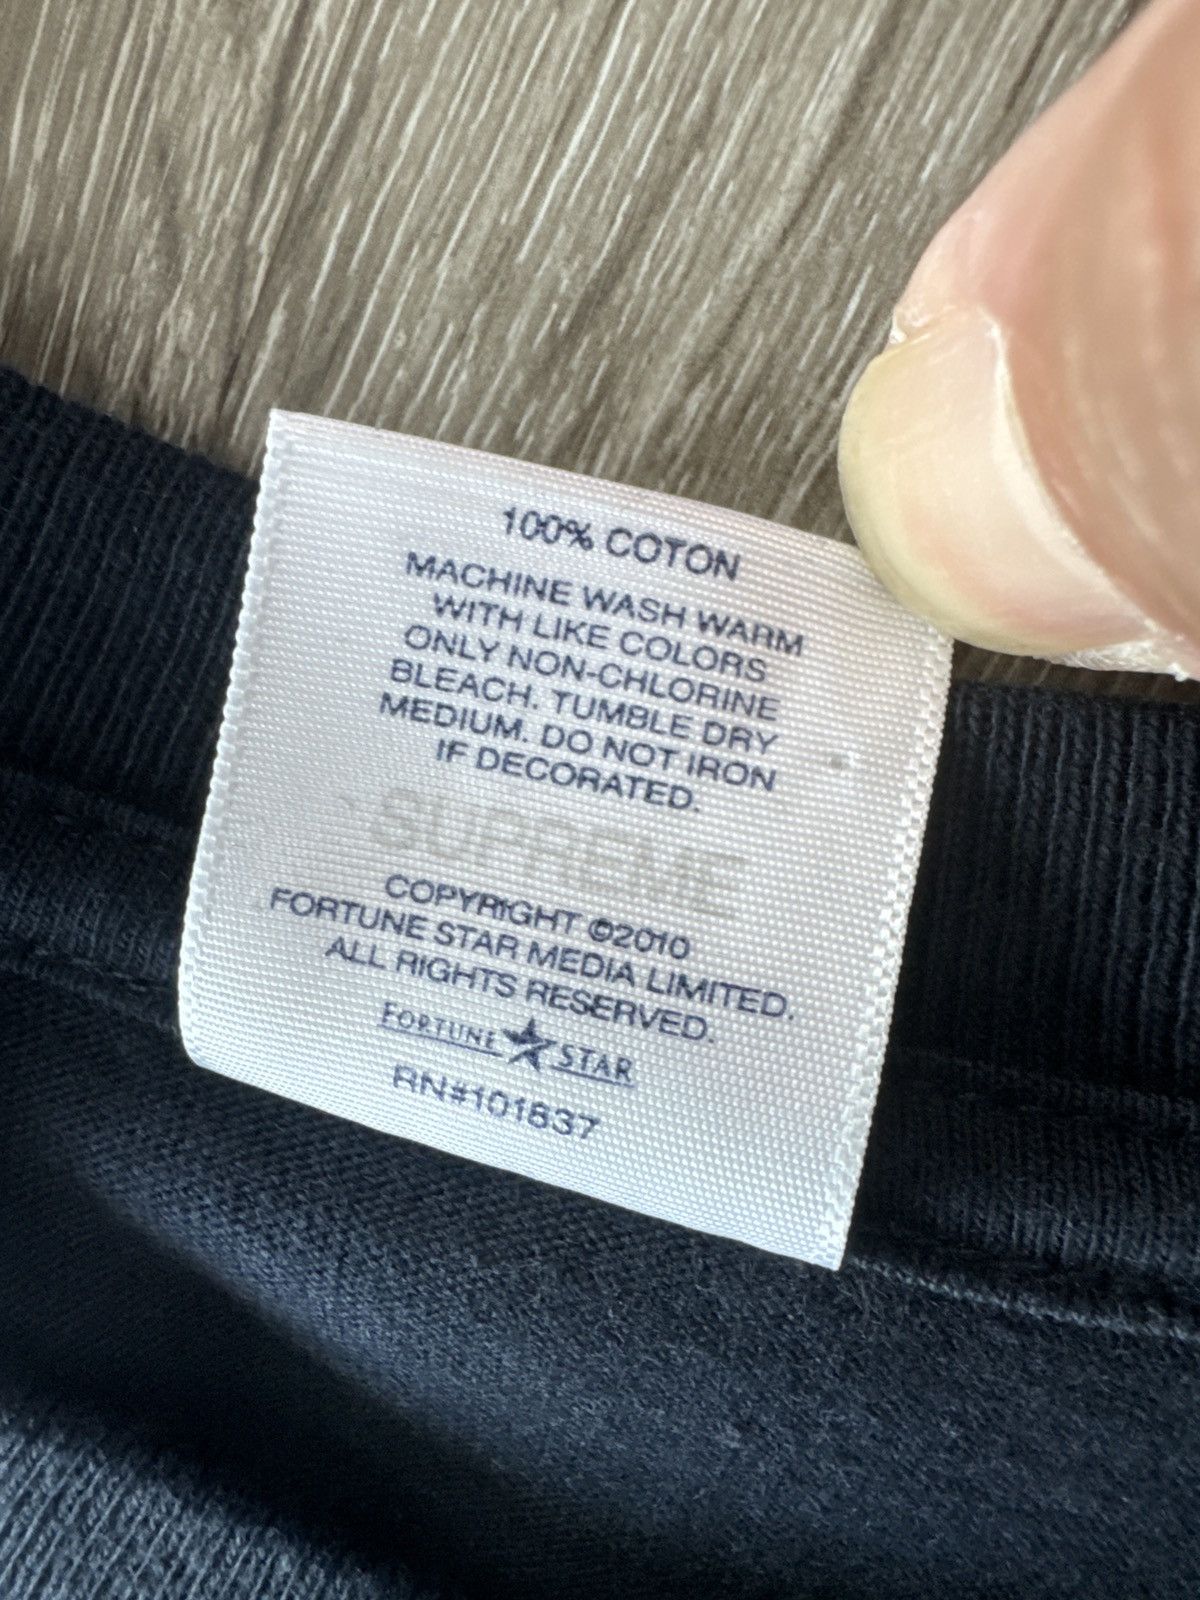 100% COTON
MACHINE WASH WARM
WITH LIKE COLORS
ONLY NON-CHLORINE
BLEACH. TUMBLE DRY
MEDIUM. DO NOT IRON
IF DECORATED.
SUPREME
COPYRIGHT ©2010
FORTUNE STAR MEDIA LIMITED.
ALL RIGHTS RESERVED.
FORTUNE STAR
RN#101837